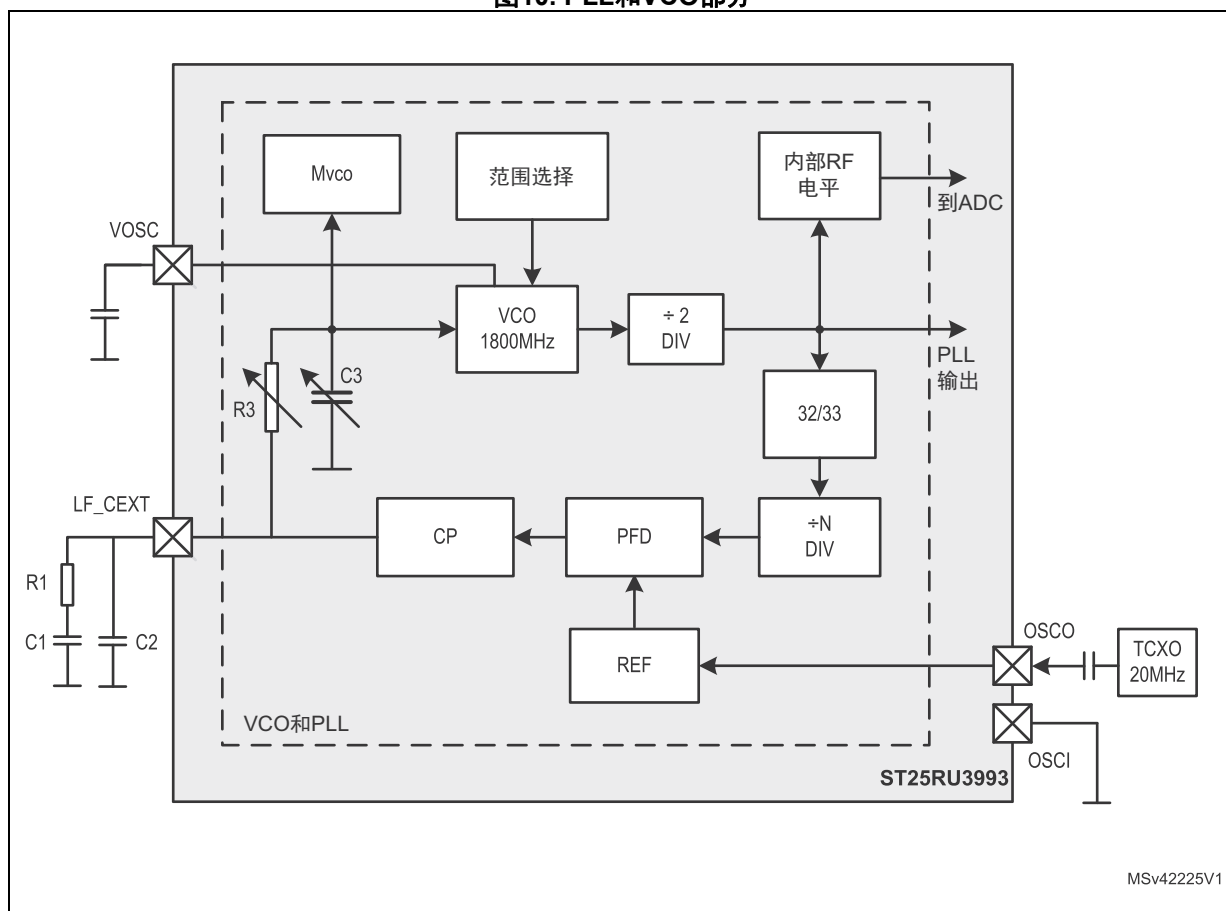 图10. PLL和VCO部分
Mvco
范围选择
内部RF
电平
到ADC
VOSC
VCO
1800MHz
÷ 2
DIV
PLL
输出
R3
C3
32/33
LF_CEXT
CP
PFD
÷N
DIV
R1
C1
C2
REF
OSCO
TCXO
20MHz
VCO和PLL
OSCI
ST25RU3993
MSv42225V1